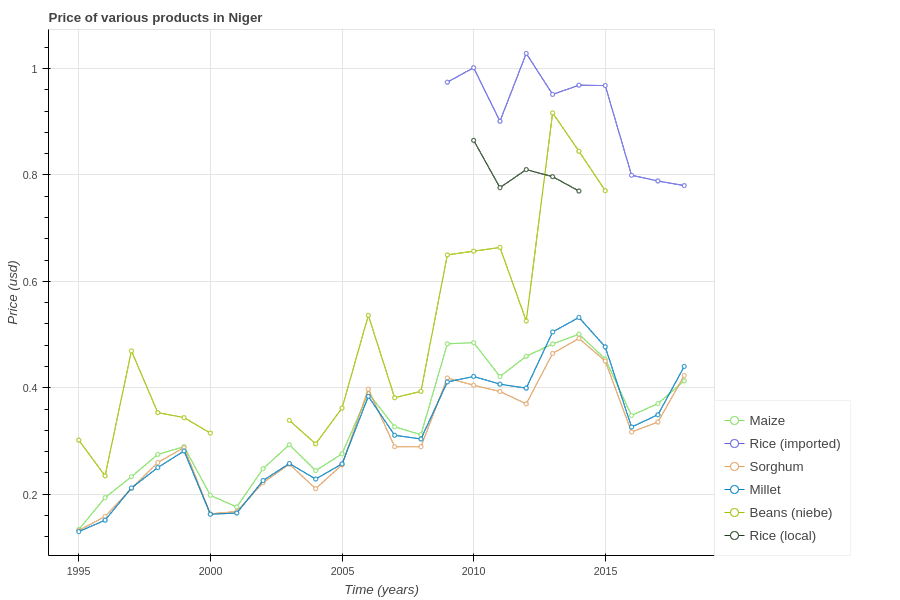 Price of various products in Niger
1
0.8
0.6
0.4
0.2
Price (usd)
1995
2000
2005
2010
2015
Time (years)
Maize
Rice (imported)
Sorghum
Millet
Beans (niebe)
Rice (local)